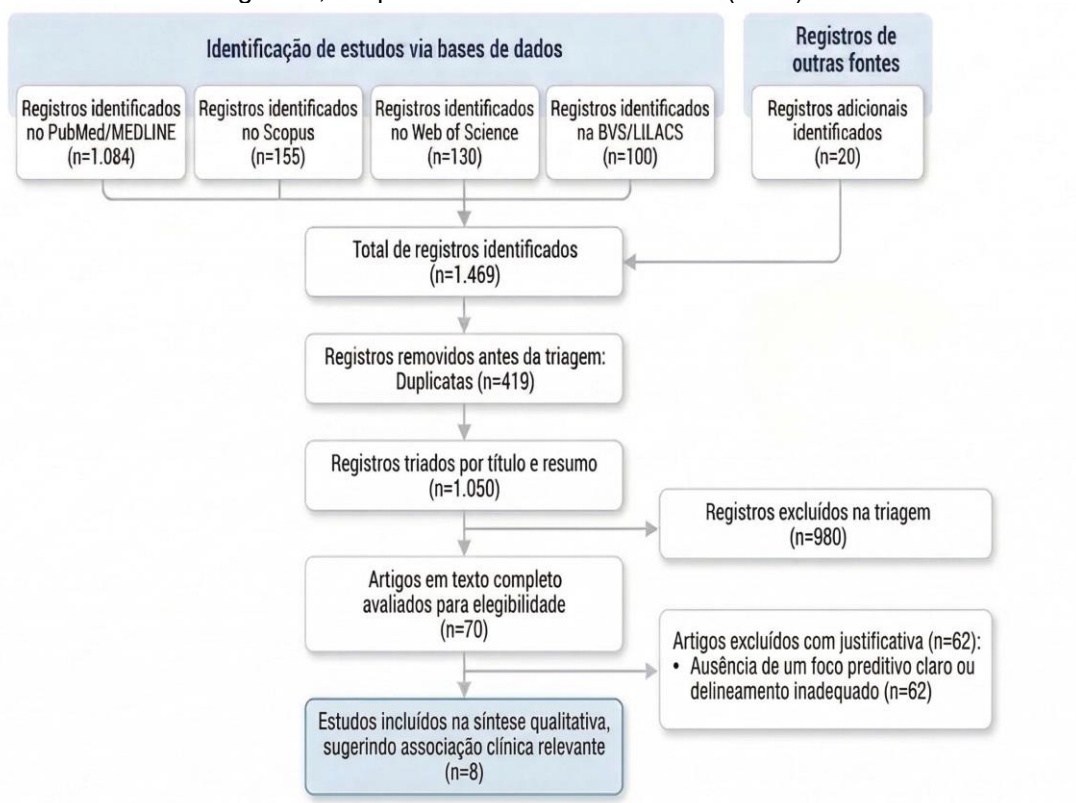 Identificação de estudos via bases de dados
Registros de
outras fontes
Registros identificados
no PubMed/MEDLINE
(n=1.084)
Registros identificados
no Scopus
(n=155)
Registros identificados
no Web of Science
(n=130)
Registros identificados
na BVS/LILACS
(n=100)
Registros adicionais
identificados
(n=20)
Total de registros identificados
(n=1.469)
Registros removidos antes da triagem:
Duplicatas (n=419)
Registros triados por título e resumo
(n=1.050)
Registros excluídos na triagem
(n=980)
Artigos em texto completo
avaliados para elegibilidade
(n=70)
Artigos excluídos com justificativa (n=62):
• Ausência de um foco preditivo claro ou
delineamento inadequado (n=62)
Estudos incluídos na síntese qualitativa,
sugerindo associação clínica relevante
(n=8)